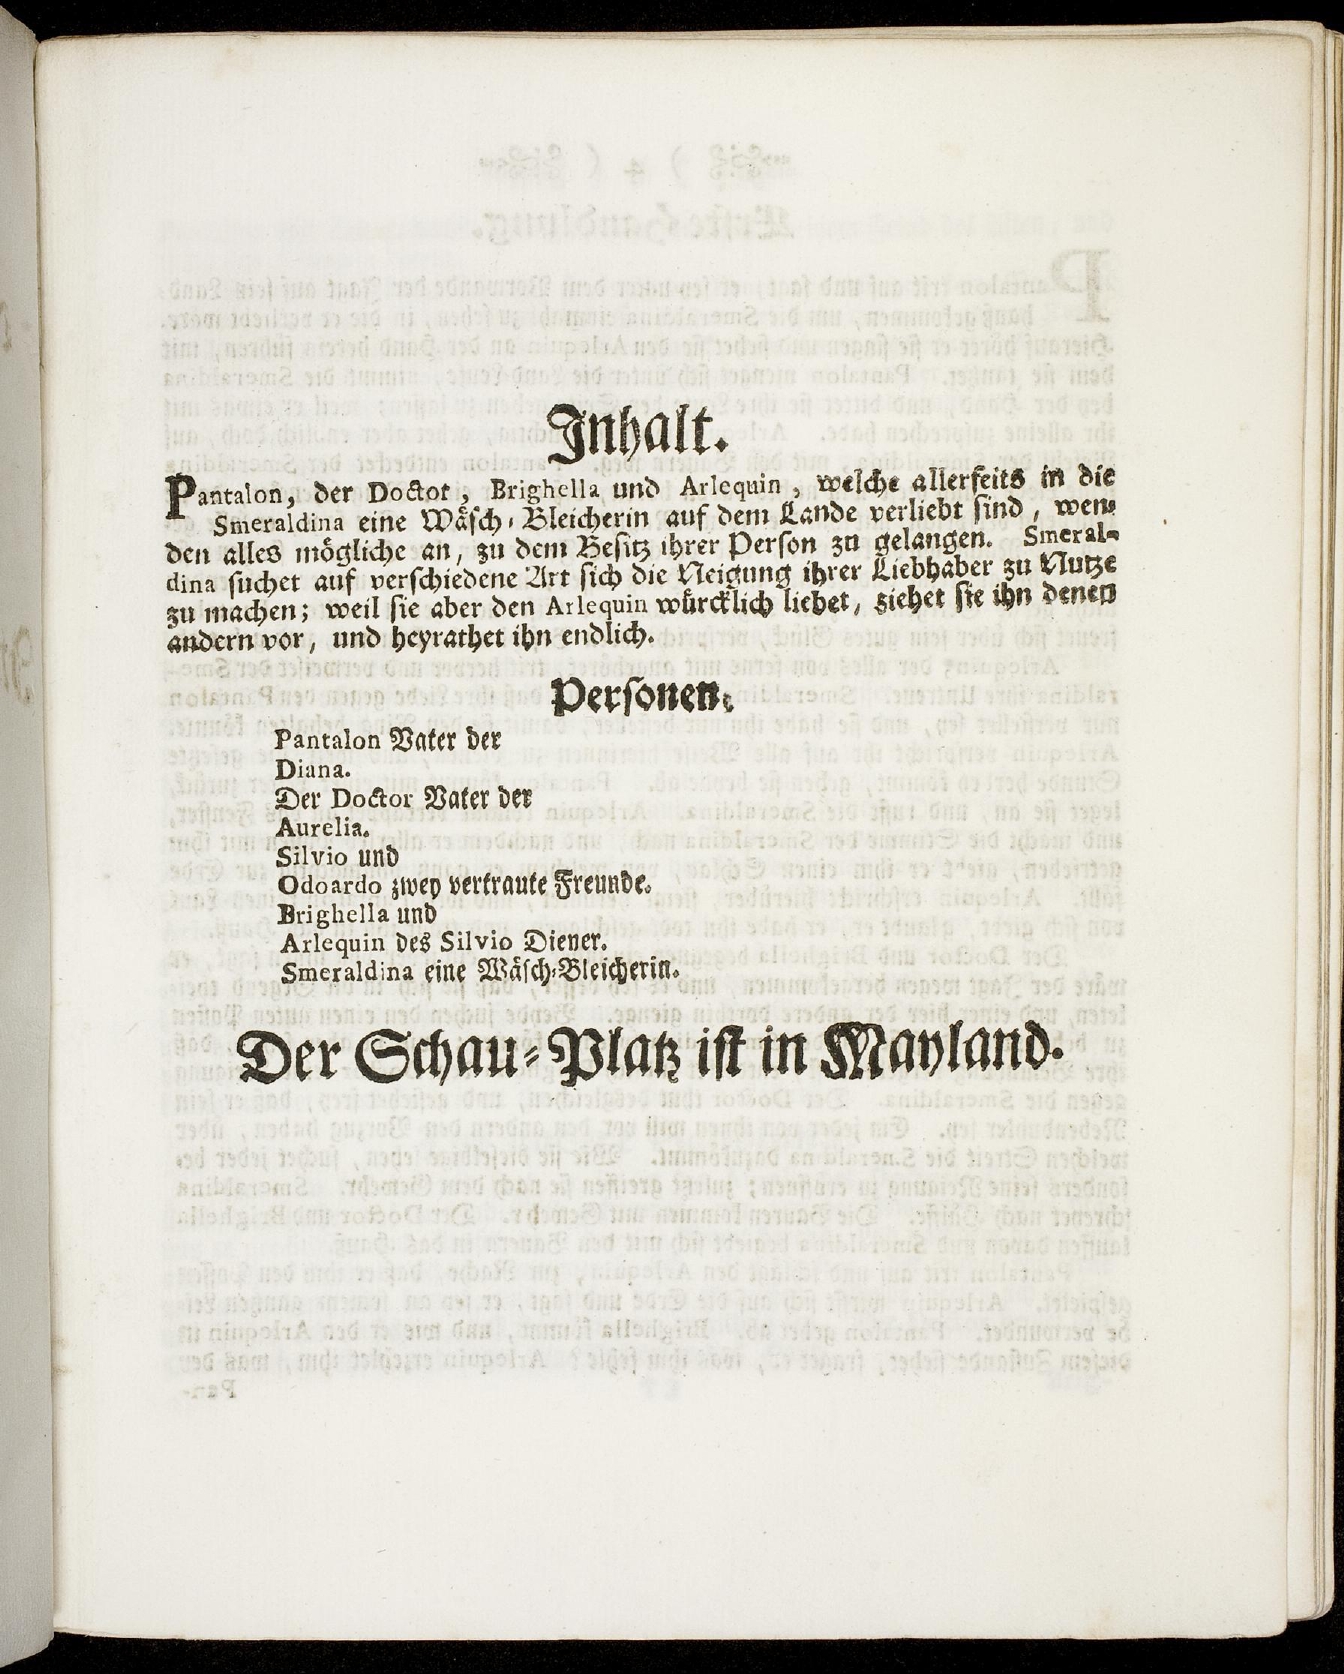 Inhalt.
Pantalon, der Doctor, Brighella und Arlequin, welche allerseits in die
Smeraldina eine Wäsch-Bleicherin auf dem Lande verliebt sind, wen-
den alles mögliche an, zu dem Besitz ihrer Person zu gelangen. Smeral-
dina suchet auf verschiedene Art sich die Neigung ihrer Liebhaber zu Nutze
zu machen; weil sie aber den Arlequin würcklich liebet, ziehet sie ihn denen
andern vor, und heyrathet ihn endlich.
Personen.
Pantalon Vater der
Diana.
Der Doctor Vater der
Aurelia.
Silvio und
Odoardo zwey vertraute Freunde.
Brighella und
Arlequin des Silvio Diener.
Smeraldina eine Wäsch-Bleicherin.
Der Schau-Platz ist in Mayland.